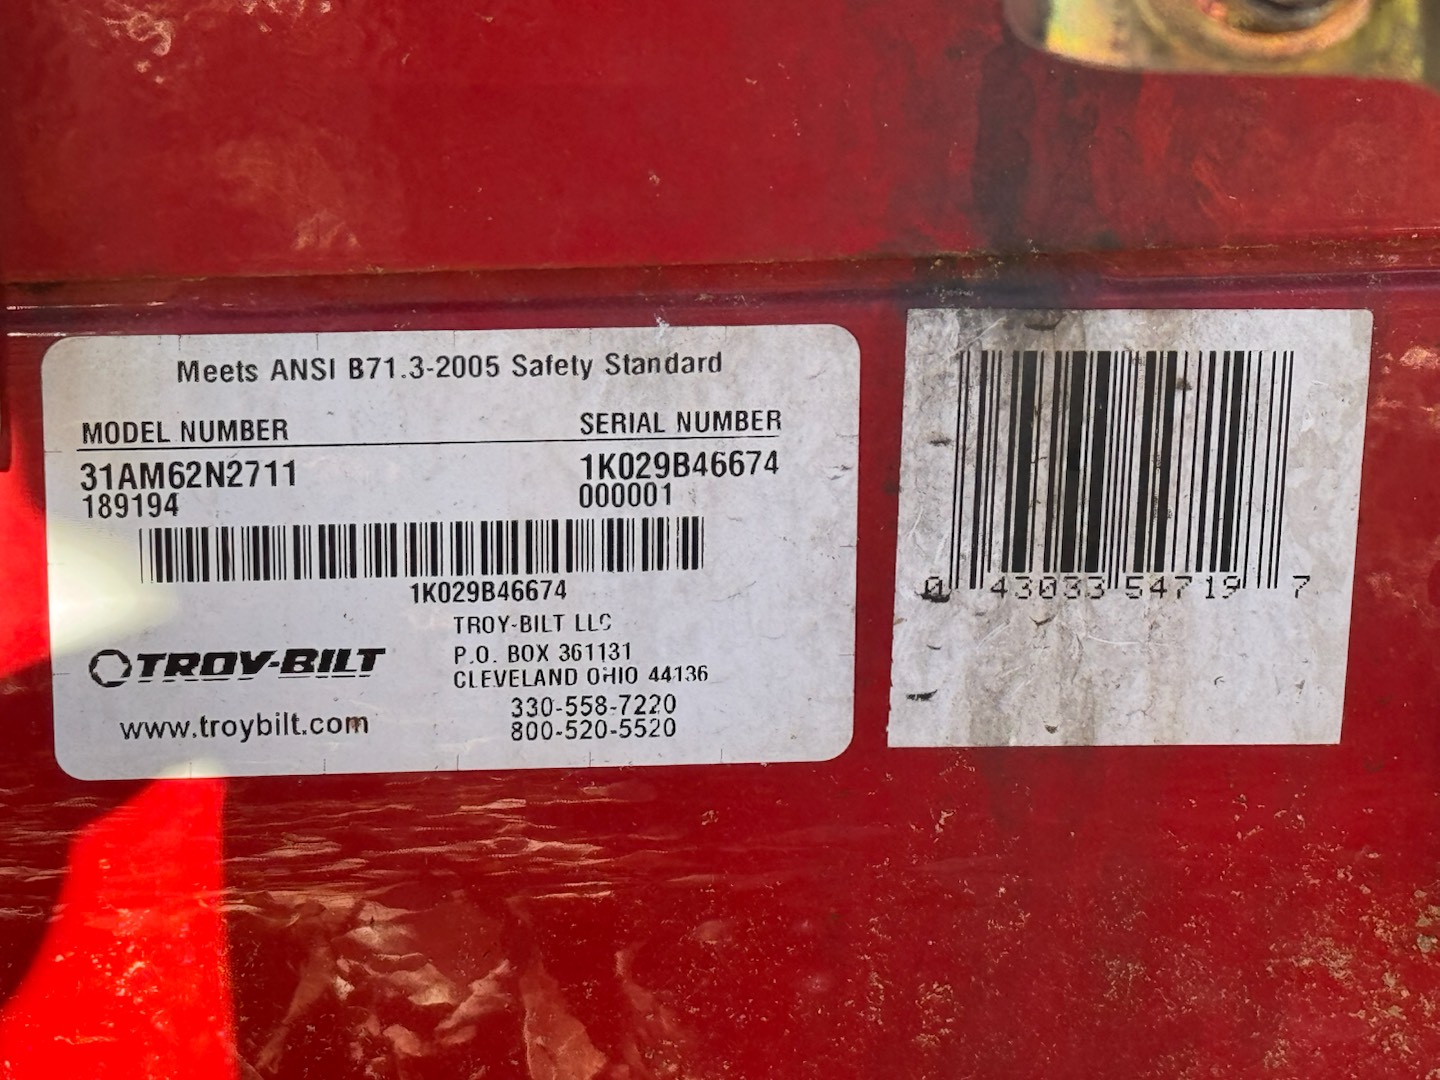 Meets ANSI B71.3-2005 Safety Standard
MODEL NUMBER SERIAL NUMBER
31AM62N2711 1K029B46674
189194 000001
1K029B46674
TROY-BILT LLC
P.O. BOX 361131
CLEVELAND OHIO 44136
TROY-BILT
www.troybilt.com
330-558-7220
800-520-5520
0 43033 54719 7